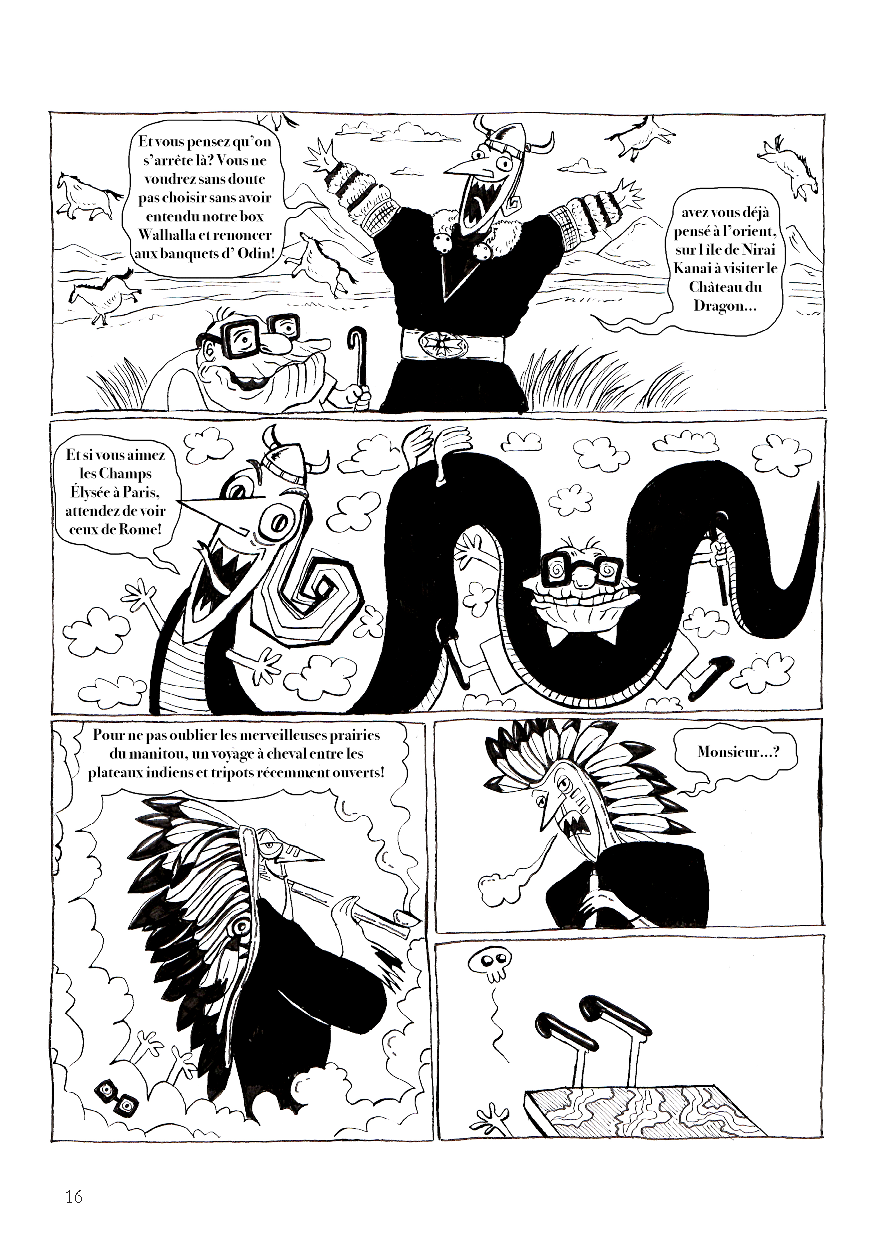 Et vous pensez qu'on
s'arrête là? Vous ne
voudrez sans doute
pas choisir sans avoir
entendu notre box
Walhalla et renoncer
aux banquets d' Odin!
avez vous déjà
pensé à l'orient,
sur l île de Nirai
Kanai à visiter le
Château du
Dragon...
Et si vous aimez
les Champs
Élysée à Paris,
attendez de voir
ceux de Rome!
Pour ne pas oublier les merveilleuses prairies
du manitou, un voyage à cheval entre les
plateaux indiens et tripots récemment ouverts!
Monsieur...?
16